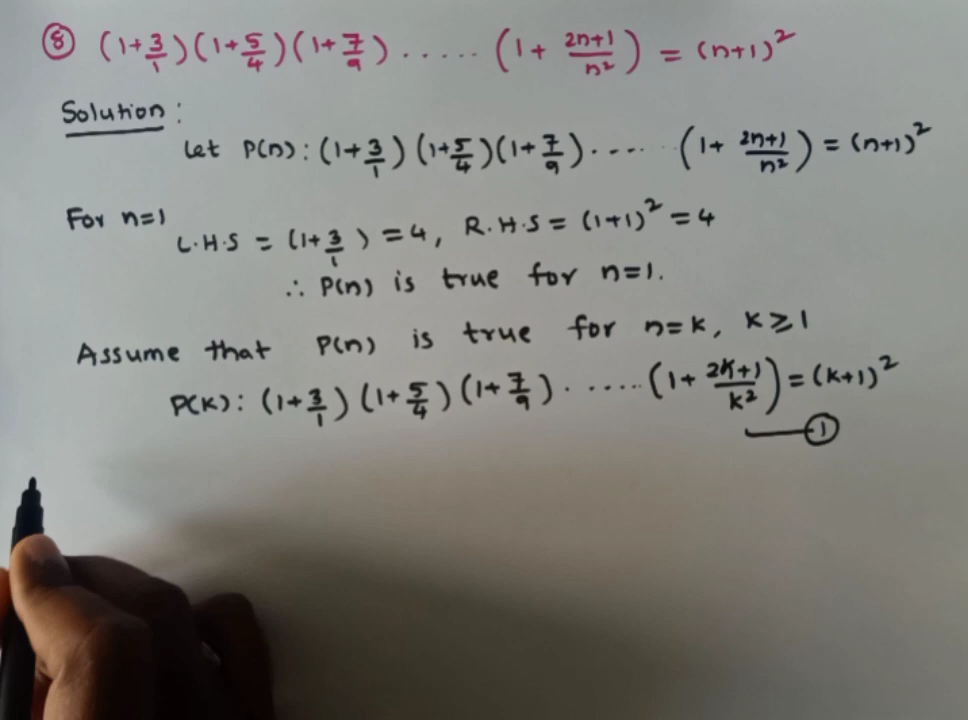 ⑧ (1+3/1)(1+5/4)(1+7/9)......(1+ 2n+1/n²) = (n+1)²
Solution:
Let P(n): (1+3/1)(1+5/4)(1+7/9)......(1+ 2n+1/n²) = (n+1)²
For n=1
L.H.S = (1+3/1) = 4, R.H.S = (1+1)² = 4
∴ P(n) is true for n=1.
Assume that P(n) is true for n=k, k≥1
P(k): (1+3/1)(1+5/4)(1+7/9)......(1+ 2k+1/k²) = (k+1)²
—①